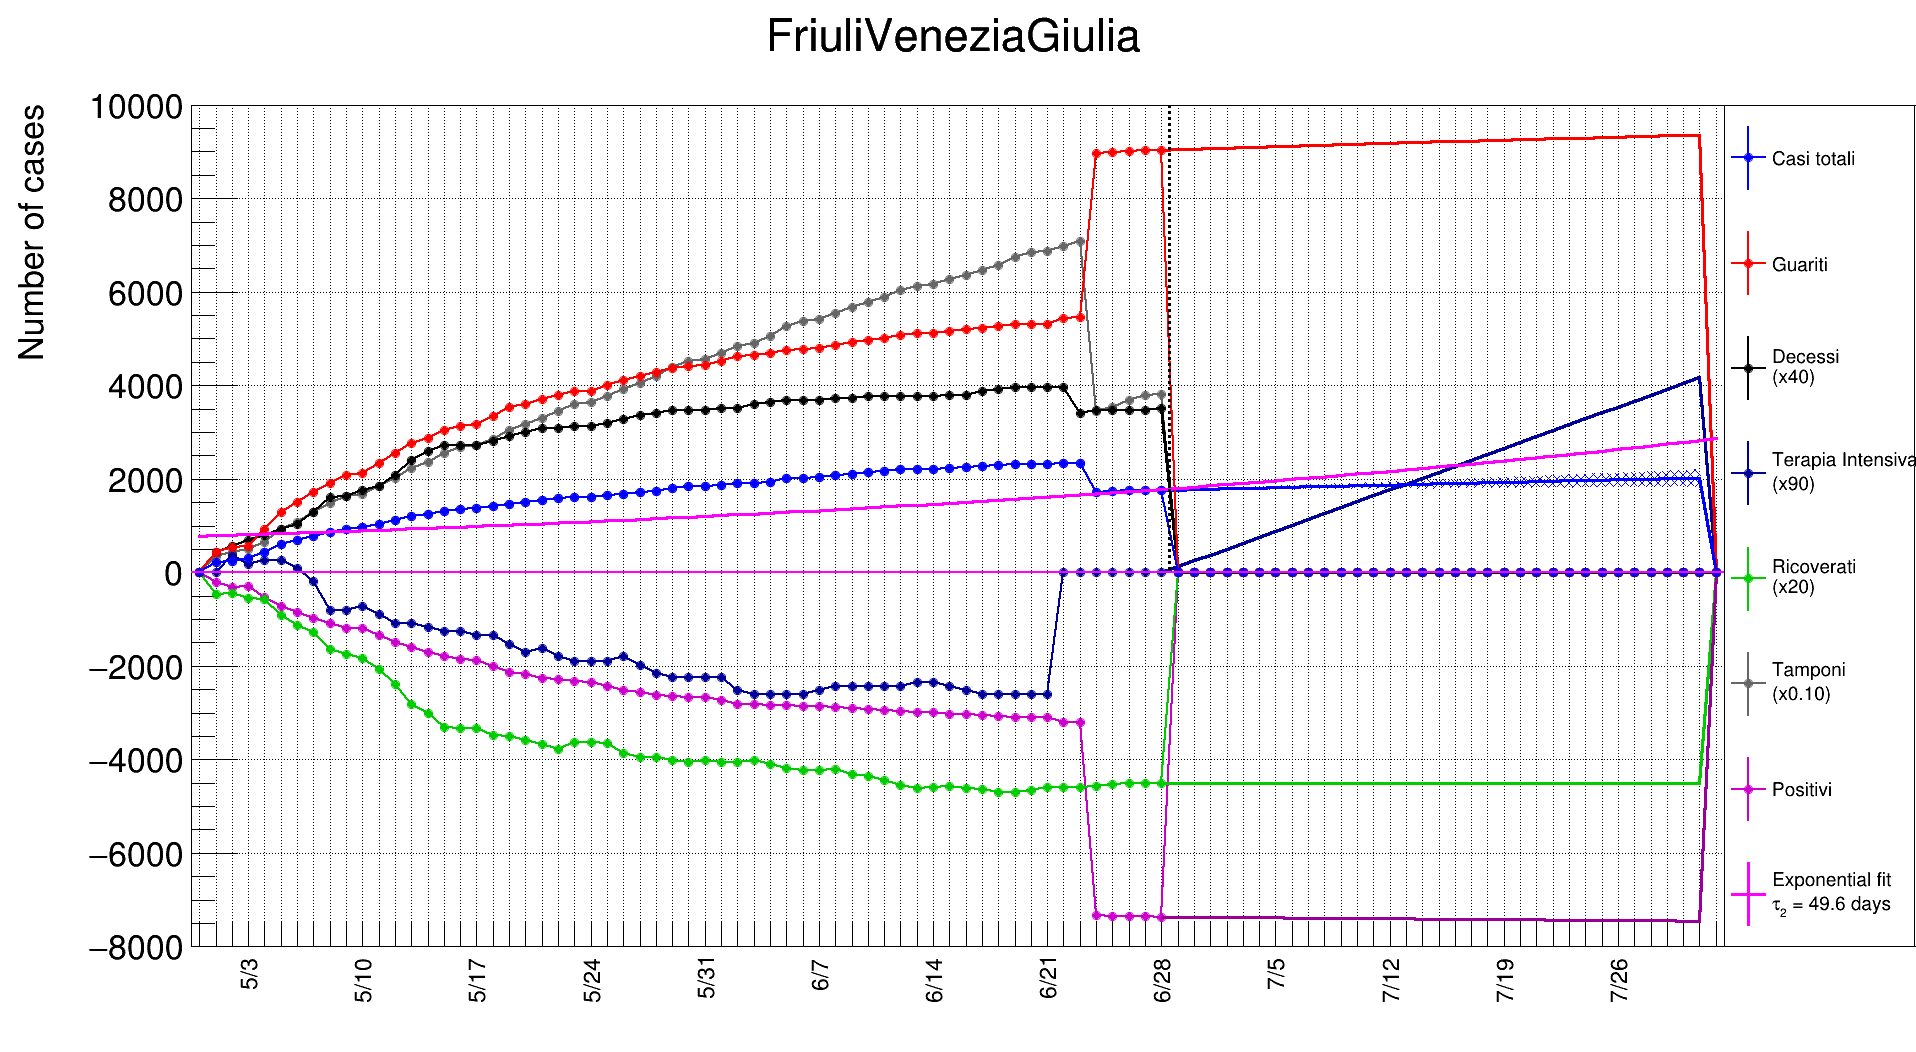 FriuliVeneziaGiulia
Number of cases
10000
8000
6000
4000
2000
0
−2000
−4000
−6000
−8000
5/3
5/10
5/17
5/24
5/31
6/7
6/14
6/21
6/28
7/5
7/12
7/19
7/26
Casi totali
Guariti
Decessi
(x40)
Terapia Intensiva
(x90)
Ricoverati
(x20)
Tamponi
(x0.10)
Positivi
Exponential fit
τ₂ = 49.6 days